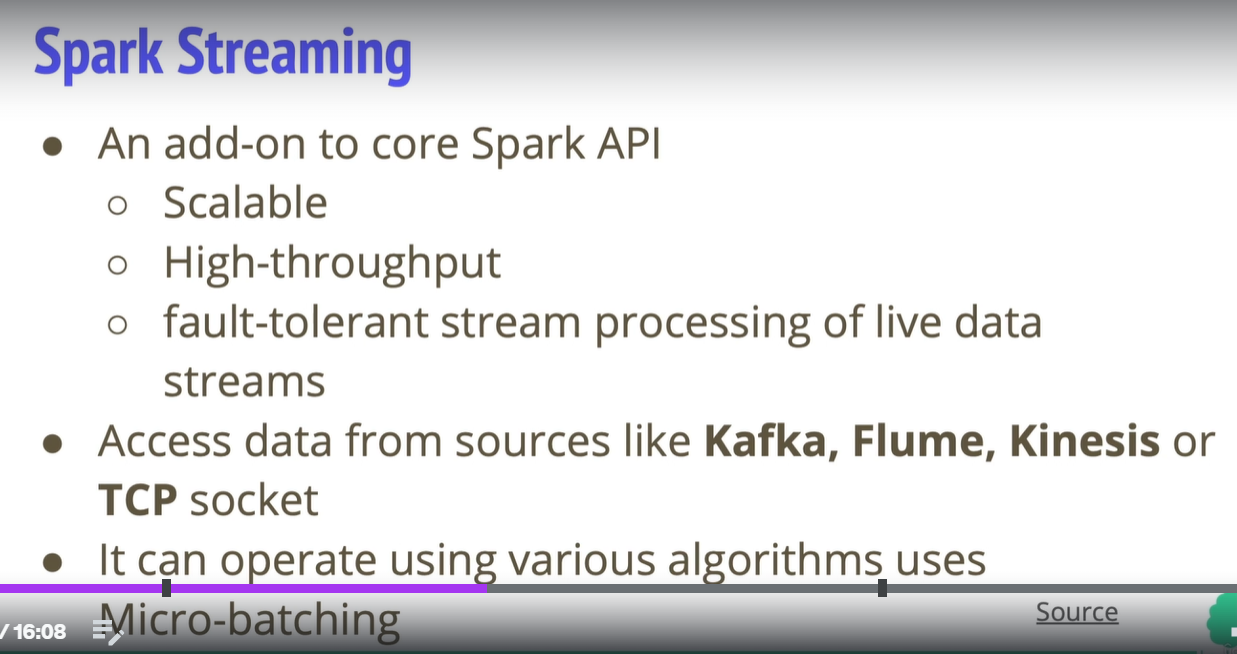 Spark Streaming
● An add-on to core Spark API
○ Scalable
○ High-throughput
○ fault-tolerant stream processing of live data
streams
● Access data from sources like Kafka, Flume, Kinesis or
TCP socket
● It can operate using various algorithms uses
Micro-batching
Source
/ 16:08